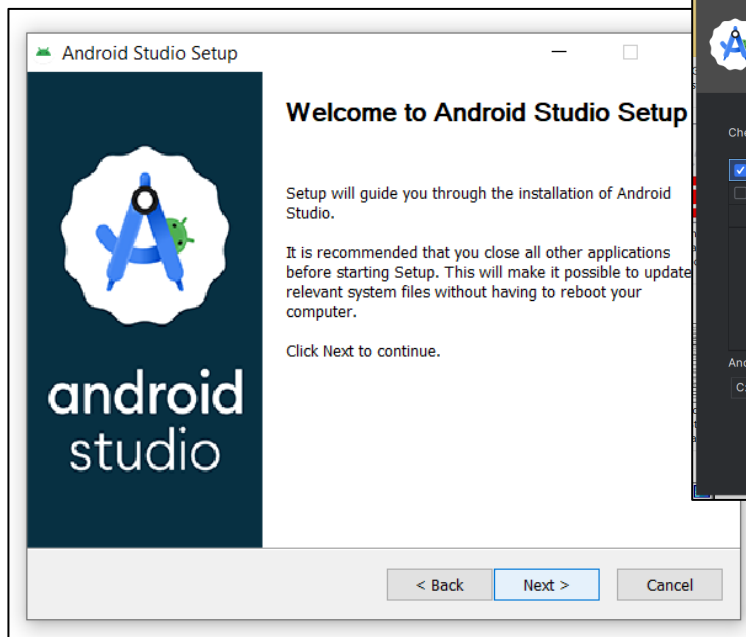 Android Studio Setup
Welcome to Android Studio Setup
Setup will guide you through the installation of Android
Studio.
It is recommended that you close all other applications
before starting Setup. This will make it possible to update
relevant system files without having to reboot your
computer.
Click Next to continue.
android
studio
< Back
Next >
Cancel